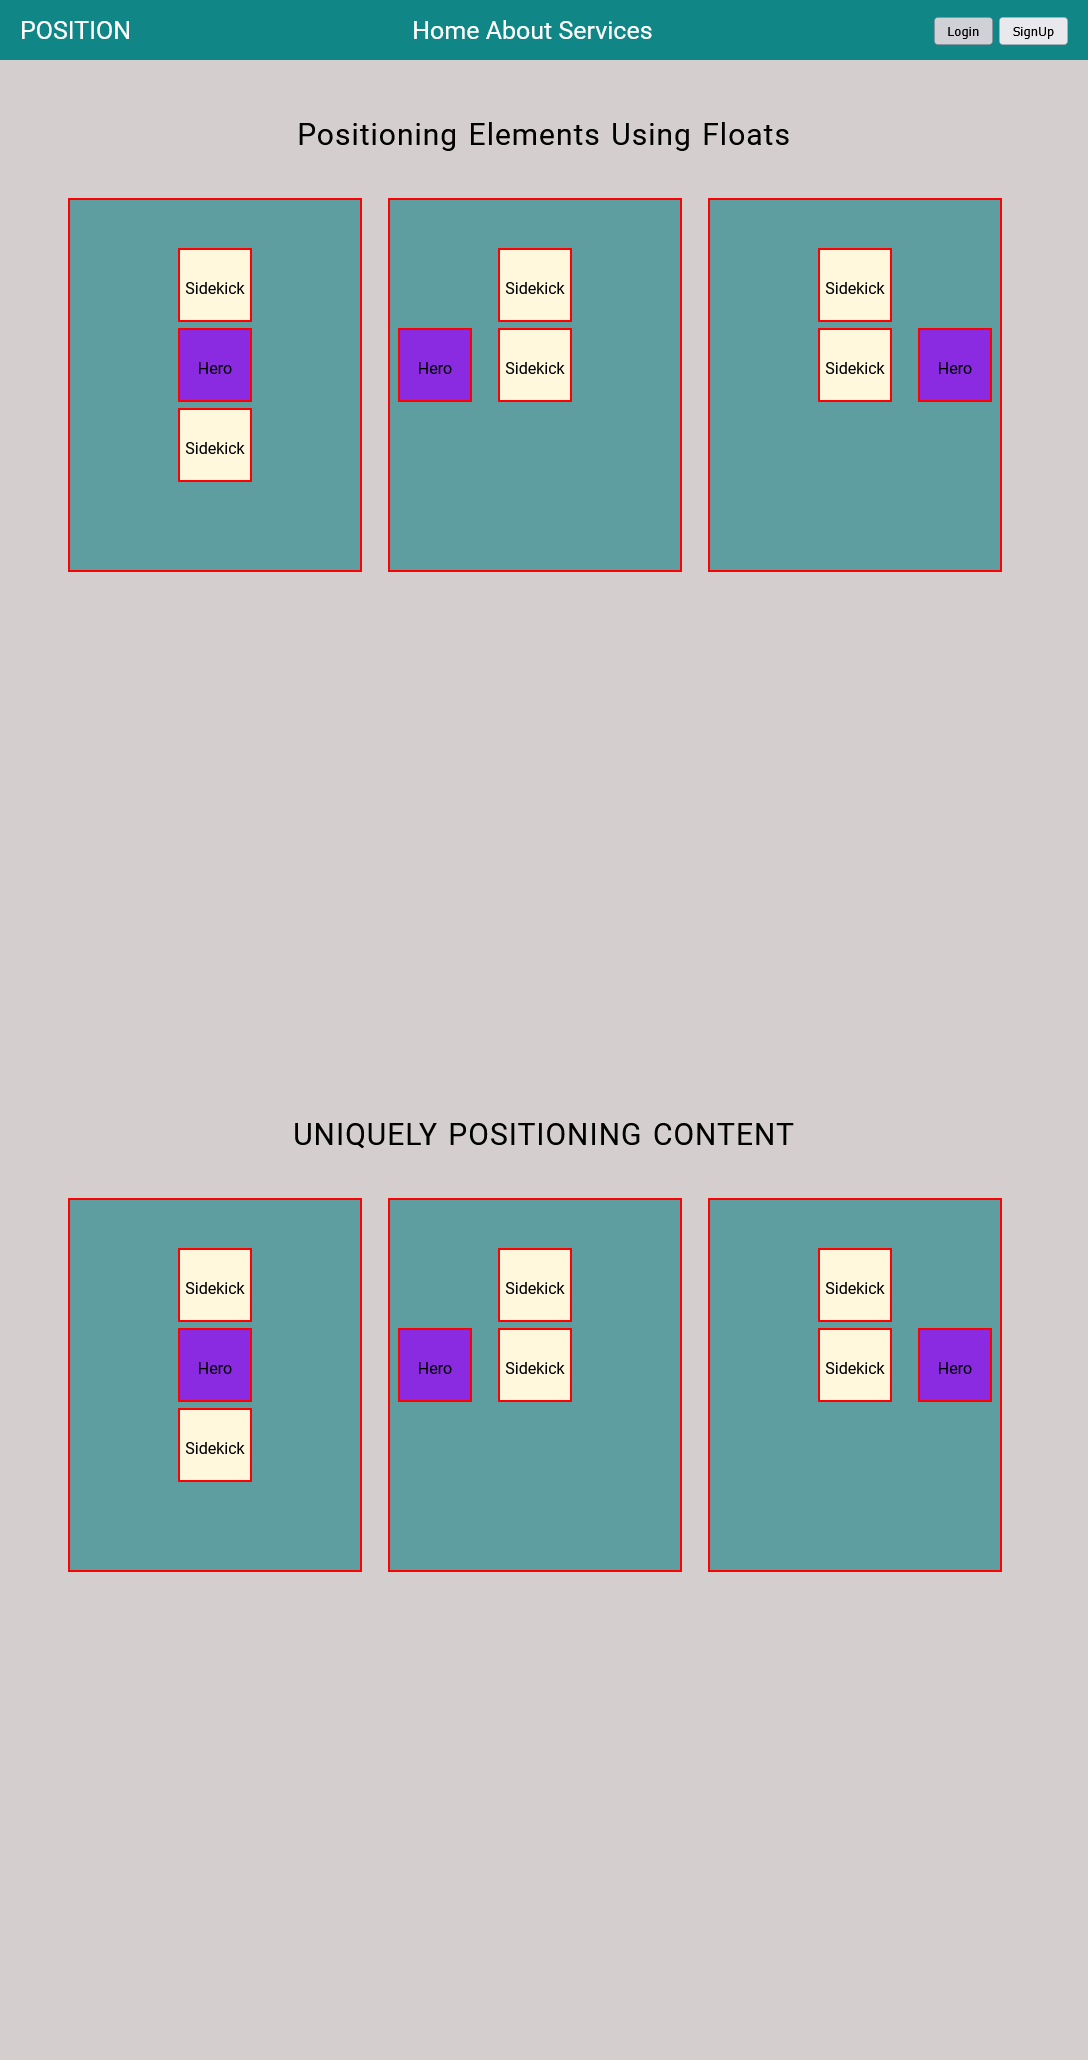 POSITION Home About Services Login SignUp
Positioning Elements Using Floats
Sidekick Sidekick Sidekick
Hero Hero Sidekick Sidekick Hero
Sidekick
UNIQUELY POSITIONING CONTENT
Sidekick Sidekick Sidekick
Hero Hero Sidekick Sidekick Hero
Sidekick